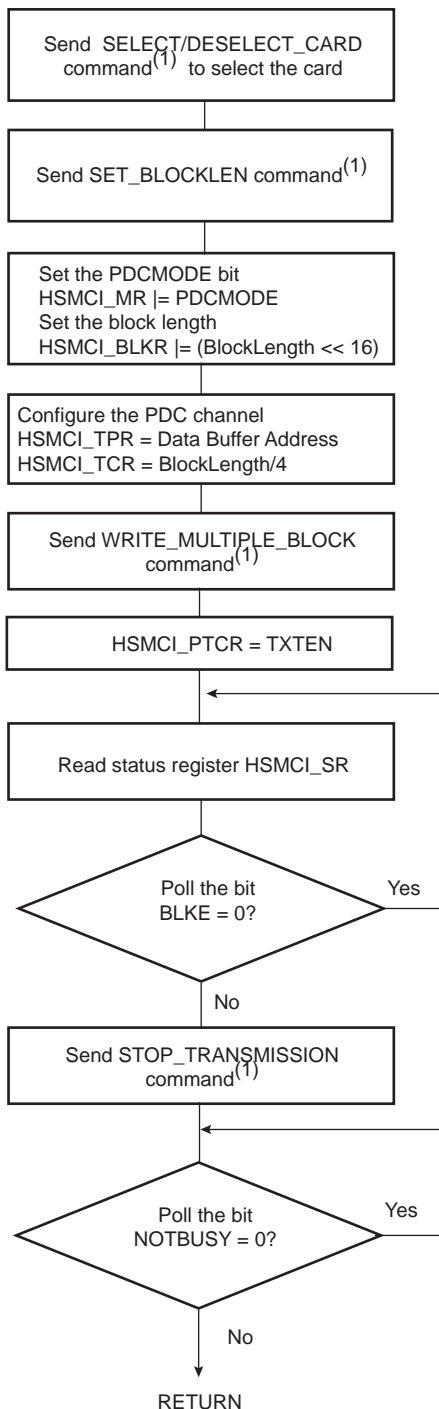 Send SELECT/DESELECT_CARD
command(1) to select the card
Send SET_BLOCKLEN command(1)
Set the PDCMODE bit
HSMCI_MR |= PDCMODE
Set the block length
HSMCI_BLKR |= (BlockLength << 16)
Configure the PDC channel
HSMCI_TPR = Data Buffer Address
HSMCI_TCR = BlockLength/4
Send WRITE_MULTIPLE_BLOCK
command(1)
HSMCI_PTCR = TXTEN
Read status register HSMCI_SR
Poll the bit
BLKE = 0?
Yes
No
Send STOP_TRANSMISSION
command(1)
Poll the bit
NOTBUSY = 0?
Yes
No
RETURN